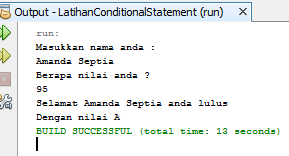 Output - LatihanConditionalStatement (run)
run:
Masukkan nama anda :
Amanda Septia
Berapa nilai anda ?
95
Selamat Amanda Septia anda lulus
Dengan nilai A
BUILD SUCCESSFUL (total time: 13 seconds)